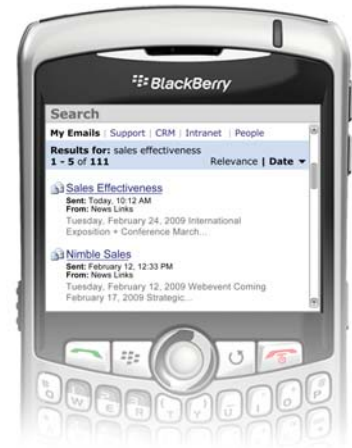 BlackBerry
Search
My Emails | Support | CRM | Intranet | People
Results for: sales effectiveness
1 - 5 of 111 Relevance | Date
Sales Effectiveness
Sent: Today, 10:12 AM
From: News Links
Tuesday, February 24, 2009 International
Exposition + Conference March...
Nimble Sales
Sent: February 12, 12:33 PM
From: News Links
Tuesday, February 12, 2009 Webevent Coming
February 17, 2009 Strategic...
Q W E R T Y U I O P